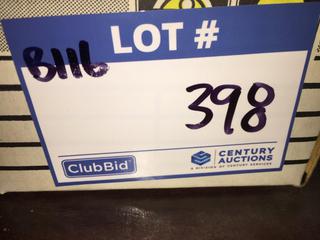 LOT #
B116
398
ClubBid
CENTURY
AUCTIONS
A DIVISION OF CENTURY SERVICES